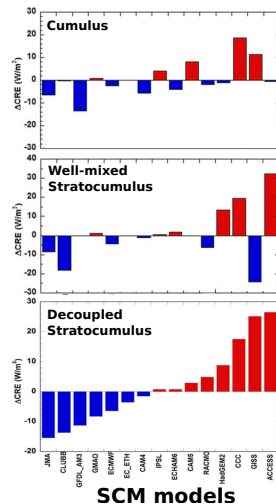 Cumulus
ΔCRE (W/m²)
30
20
10
0
-10
-20
-30
Well-mixed
Stratocumulus
ΔCRE (W/m²)
40
30
20
10
0
-10
-20
-30
Decoupled
Stratocumulus
ΔCRE (W/m²)
30
20
10
0
-10
-20
JMA
CLUBB
GFDL_AM3
GMAO
ECMWF
EC_ETH
CAM4
IPSL
ECHAM6
CAM5
RACMO
HadGEM2
CCC
GISS
ACCESS
SCM models